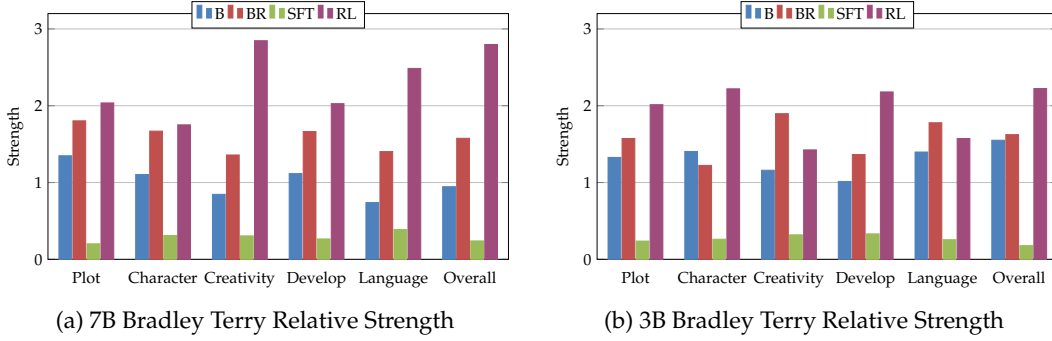 B BR SFT RL
3
2
1
0
Strength
Plot Character Creativity Develop Language Overall
(a) 7B Bradley Terry Relative Strength
B BR SFT RL
3
2
1
0
Strength
Plot Character Creativity Develop Language Overall
(b) 3B Bradley Terry Relative Strength